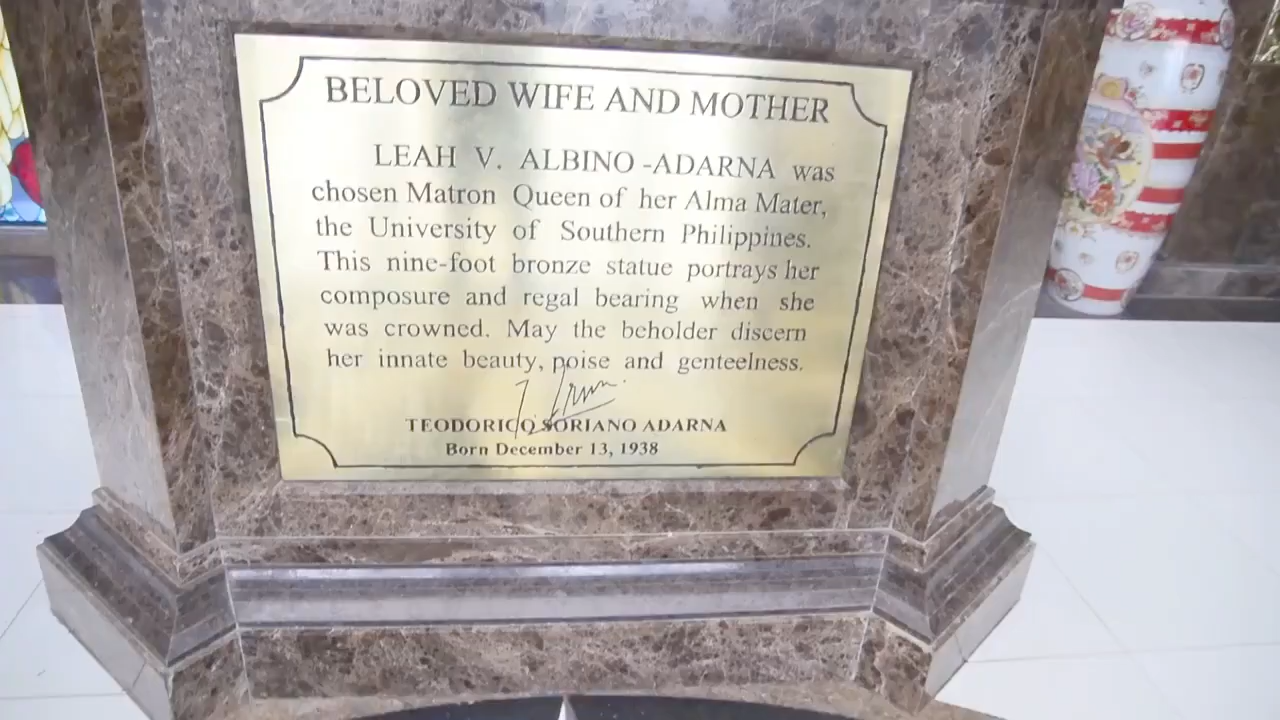 BELOVED WIFE AND MOTHER
LEAH V. ALBINO-ADARNA was
chosen Matron Queen of her Alma Mater,
the University of Southern Philippines.
This nine-foot bronze statue portrays her
composure and regal bearing when she
was crowned. May the beholder discern
her innate beauty, poise and genteelness.
TEODORICO SORIANO ADARNA
Born December 13, 1938